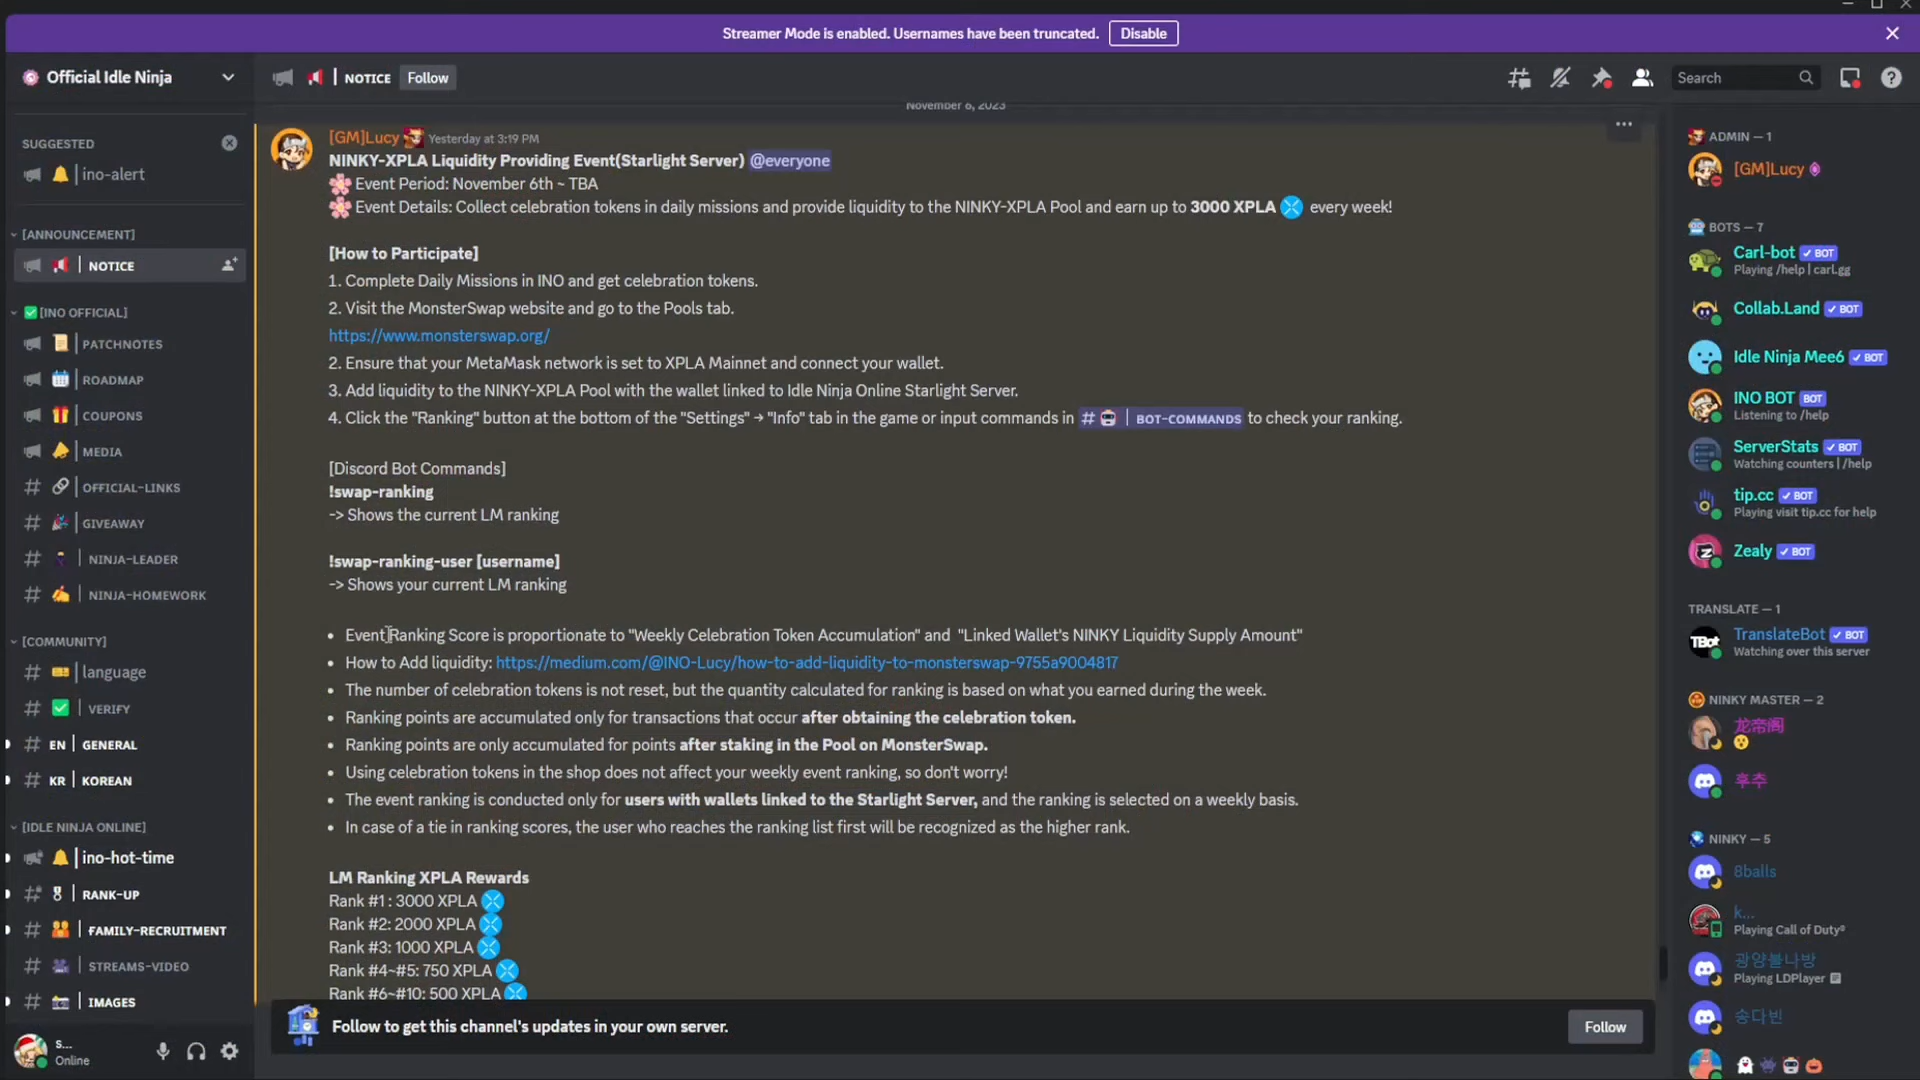 Streamer Mode is enabled. Usernames have been truncated.
Disable
Official Idle Ninja
NOTICE
Follow
Search
SUGGESTED
ino-alert
[ANNOUNCEMENT]
NOTICE
[INO OFFICIAL]
PATCHNOTES
ROADMAP
COUPONS
MEDIA
OFFICIAL-LINKS
GIVEAWAY
NINJA-LEADER
NINJA-HOMEWORK
[COMMUNITY]
language
VERIFY
EN | GENERAL
KR | KOREAN
[IDLE NINJA ONLINE]
ino-hot-time
RANK-UP
FAMILY-RECRUITMENT
STREAMS-VIDEO
IMAGES
s...
Online
November 6, 2023
[GM]Lucy Yesterday at 3:19 PM
NINKY-XPLA Liquidity Providing Event(Starlight Server) @everyone
Event Period: November 6th ~ TBA
Event Details: Collect celebration tokens in daily missions and provide liquidity to the NINKY-XPLA Pool and earn up to 3000 XPLA every week!
[How to Participate]
1. Complete Daily Missions in INO and get celebration tokens.
2. Visit the MonsterSwap website and go to the Pools tab.
https://www.monsterswap.org/
2. Ensure that your MetaMask network is set to XPLA Mainnet and connect your wallet.
3. Add liquidity to the NINKY-XPLA Pool with the wallet linked to Idle Ninja Online Starlight Server.
4. Click the "Ranking" button at the bottom of the "Settings" → "Info" tab in the game or input commands in # | BOT-COMMANDS to check your ranking.
[Discord Bot Commands]
!swap-ranking
-> Shows the current LM ranking
!swap-ranking-user [username]
-> Shows your current LM ranking
• Event Ranking Score is proportionate to "Weekly Celebration Token Accumulation" and "Linked Wallet's NINKY Liquidity Supply Amount"
• How to Add liquidity: https://medium.com/@INO-Lucy/how-to-add-liquidity-to-monsterswap-9755a9004817
• The number of celebration tokens is not reset, but the quantity calculated for ranking is based on what you earned during the week.
• Ranking points are accumulated only for transactions that occur after obtaining the celebration token.
• Ranking points are only accumulated for points after staking in the Pool on MonsterSwap.
• Using celebration tokens in the shop does not affect your weekly event ranking, so don't worry!
• The event ranking is conducted only for users with wallets linked to the Starlight Server, and the ranking is selected on a weekly basis.
• In case of a tie in ranking scores, the user who reaches the ranking list first will be recognized as the higher rank.
LM Ranking XPLA Rewards
Rank #1 : 3000 XPLA
Rank #2: 2000 XPLA
Rank #3: 1000 XPLA
Rank #4~#5: 750 XPLA
Rank #6~#10: 500 XPLA
Follow to get this channel's updates in your own server.
Follow
ADMIN — 1
[GM]Lucy
BOTS — 7
Carl-bot BOT
Playing /help | carl.gg
Collab.Land BOT
Idle Ninja Mee6 BOT
INO BOT BOT
Listening to /help
ServerStats BOT
Watching counters | /help
tip.cc BOT
Playing visit tip.cc for help
Zealy BOT
TRANSLATE — 1
TBot
TranslateBot BOT
Watching over this server
NINKY MASTER — 2
龙帝阁
후추
NINKY — 5
8balls
k...
Playing Call of Duty®
광양불나방
Playing LDPlayer
송다빈